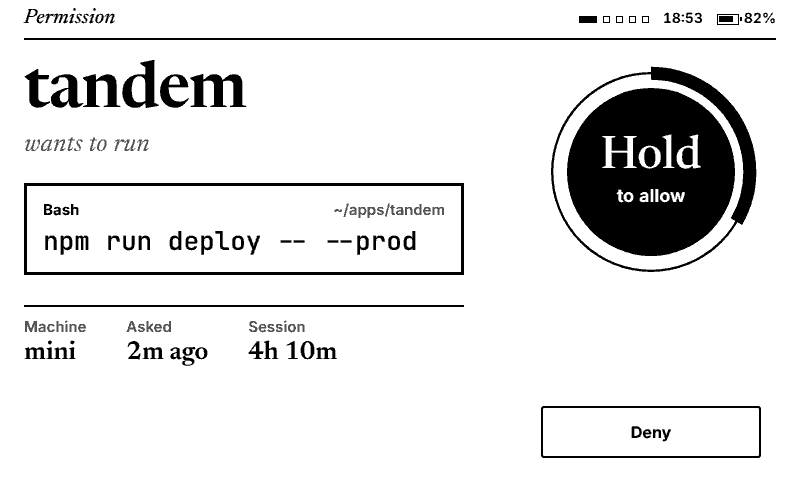 Permission
18:53 82%
tandem
wants to run
Bash ~/apps/tandem
npm run deploy -- --prod
Machine Asked Session
mini 2m ago 4h 10m
Hold
to allow
Deny